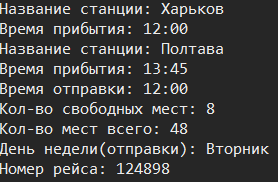 Название станции: Харьков
Время прибытия: 12:00
Название станции: Полтава
Время прибытия: 13:45
Время отправки: 12:00
Кол-во свободных мест: 8
Кол-во мест всего: 48
День недели(отправки): Вторник
Номер рейса: 124898